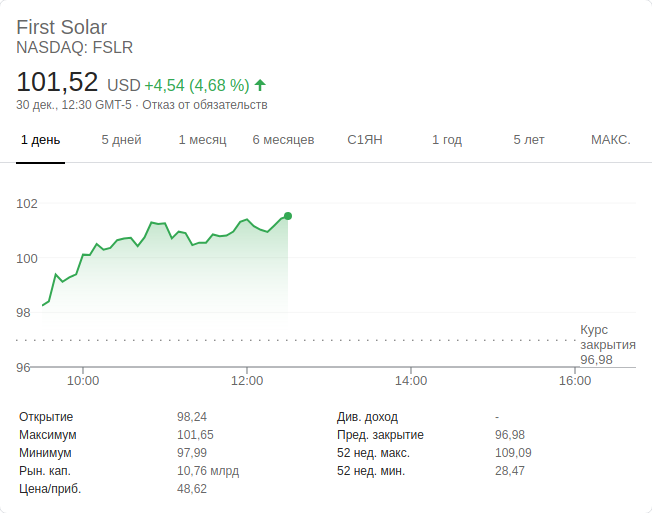 First Solar
NASDAQ: FSLR
101,52 USD +4,54 (4,68 %)
30 дек., 12:30 GMT-5 · Отказ от обязательств
1 день 5 дней 1 месяц 6 месяцев С1ЯН 1 год 5 лет МАКС.
102
100
98
96
Курс
закрытия
96,98
10:00 12:00 14:00 16:00
Открытие 98,24
Максимум 101,65
Минимум 97,99
Рын. кап. 10,76 млрд
Цена/приб. 48,62
Див. доход -
Пред. закрытие 96,98
52 нед. макс. 109,09
52 нед. мин. 28,47